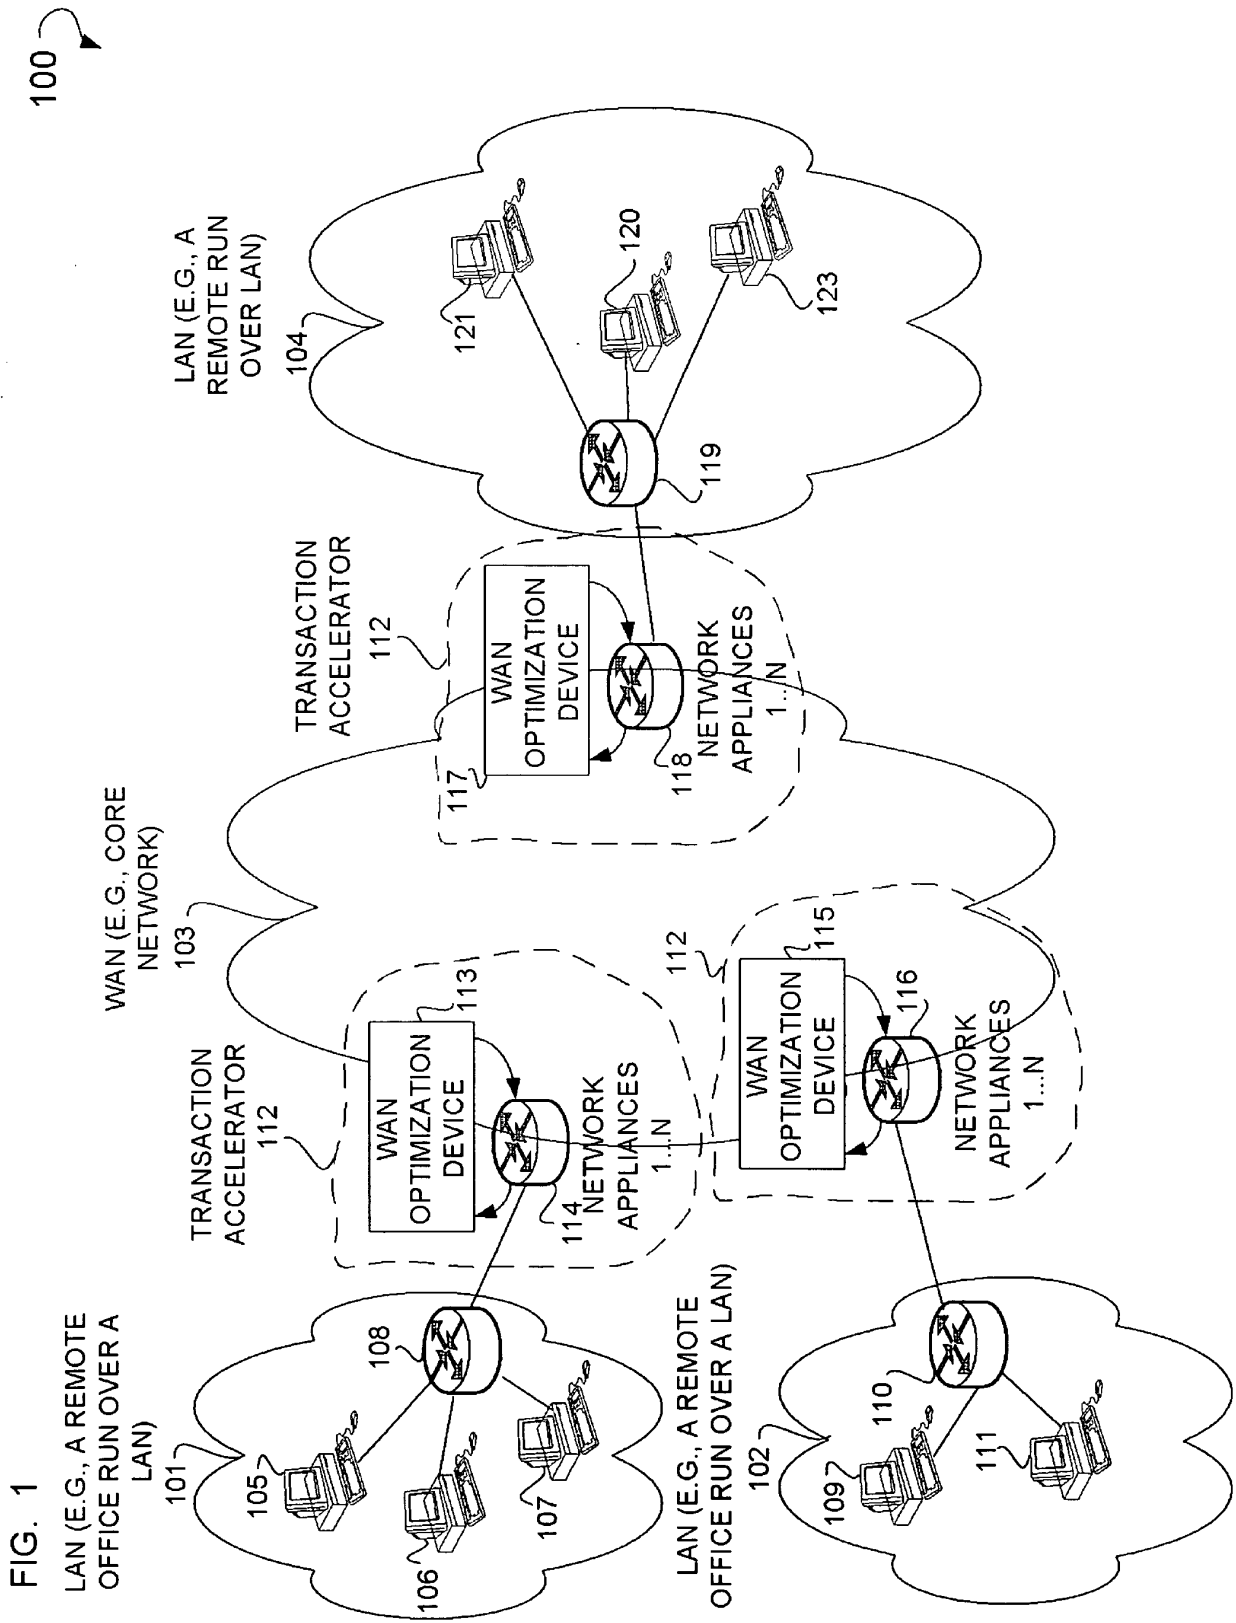 FIG. 1
100
LAN (E.G., A REMOTE
OFFICE RUN OVER A
LAN)
101
105
106
107
108
TRANSACTION
ACCELERATOR
112
WAN
OPTIMIZATION
DEVICE
113
114
NETWORK
APPLIANCES
1...N
WAN (E.G., CORE
NETWORK)
103
TRANSACTION
ACCELERATOR
112
WAN
OPTIMIZATION
DEVICE
117
118
NETWORK
APPLIANCES
1...N
LAN (E.G., A
REMOTE RUN
OVER LAN)
104
121
120
123
119
LAN (E.G., A REMOTE
OFFICE RUN OVER A LAN)
102
109
110
111
112
WAN
OPTIMIZATION
DEVICE
115
116
NETWORK
APPLIANCES
1...N